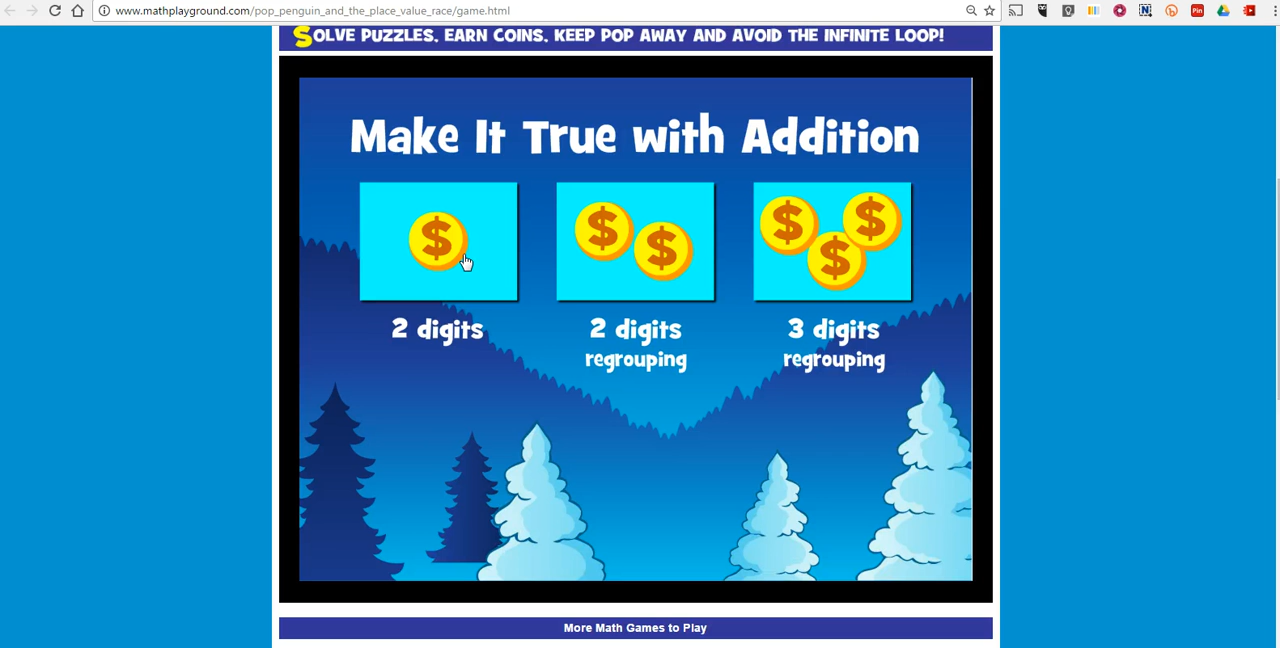 www.mathplayground.com/pop_penguin_and_the_place_value_race/game.html
SOLVE PUZZLES, EARN COINS, KEEP POP AWAY AND AVOID THE INFINITE LOOP!
Make It True with Addition
$ $ $ $ $ $
2 digits 2 digits 3 digits
regrouping regrouping
More Math Games to Play